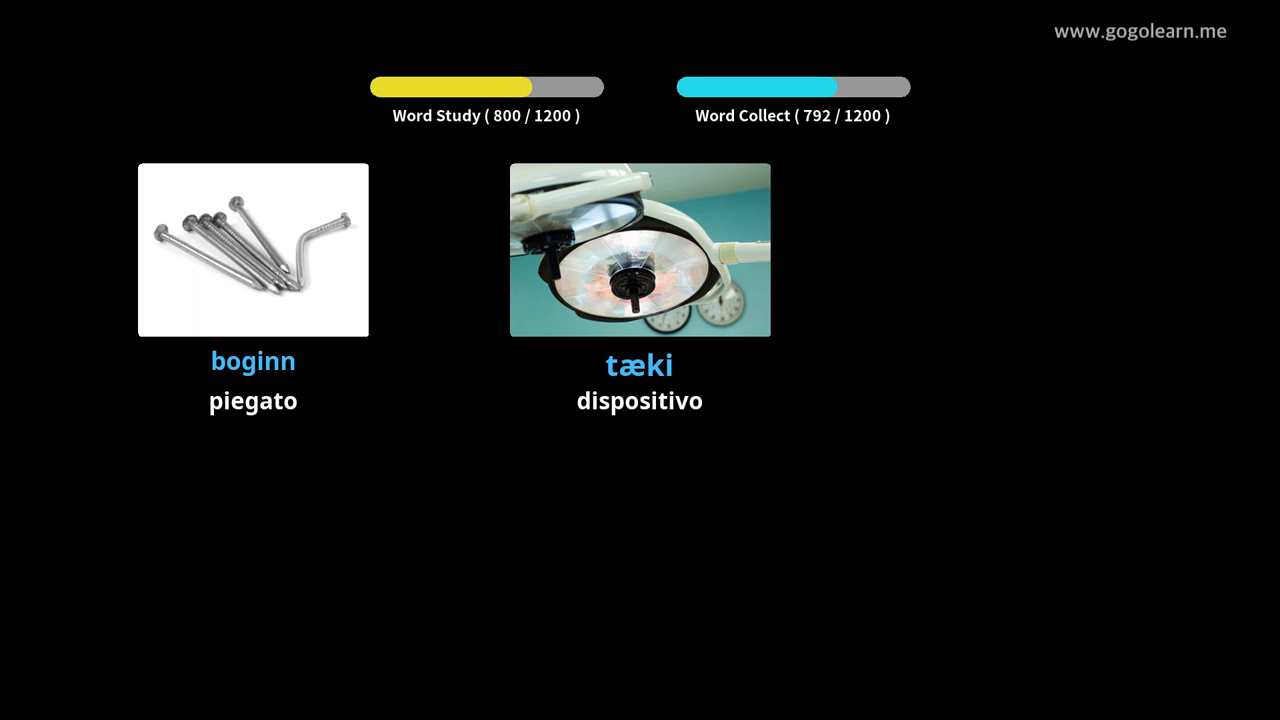 www.gogolearn.me
Word Study ( 800 / 1200 )
Word Collect ( 792 / 1200 )
boginn
piegato
tæki
dispositivo